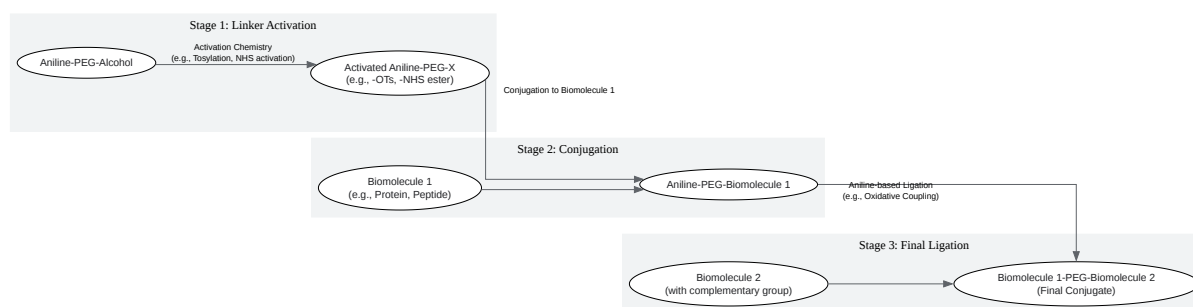 Stage 1: Linker Activation
Aniline-PEG-Alcohol
Activation Chemistry
(e.g., Tosylation, NHS activation)
Activated Aniline-PEG-X
(e.g., -OTs, -NHS ester)
Conjugation to Biomolecule 1
Stage 2: Conjugation
Biomolecule 1
(e.g., Protein, Peptide)
Aniline-PEG-Biomolecule 1
Aniline-based Ligation
(e.g., Oxidative Coupling)
Stage 3: Final Ligation
Biomolecule 2
(with complementary group)
Biomolecule 1-PEG-Biomolecule 2
(Final Conjugate)